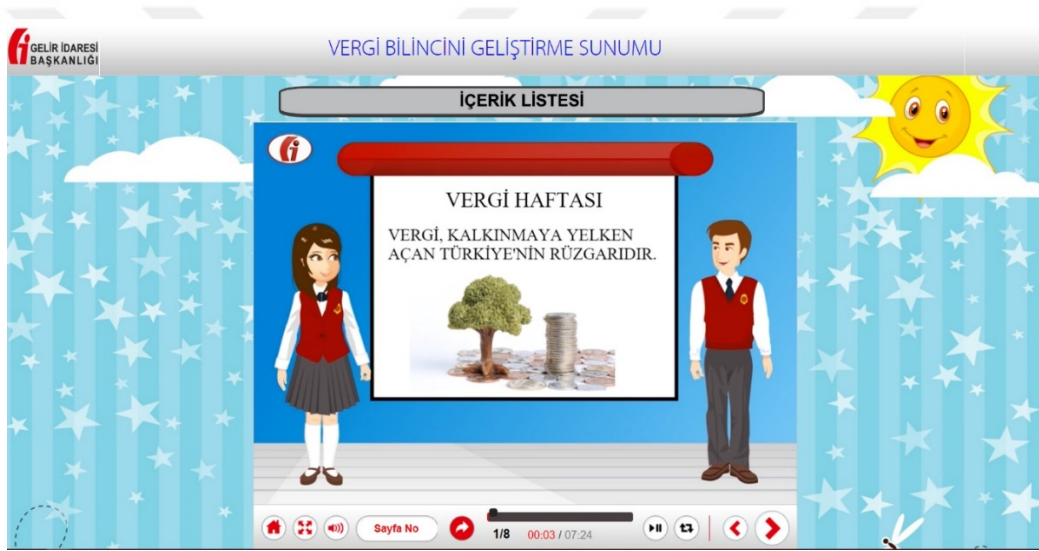 GELİR İDARESİ
BAŞKANLIĞI
VERGİ BİLİNCİNİ GELİŞTİRME SUNUMU
İÇERİK LİSTESİ
VERGİ HAFTASI
VERGİ, KALKINMAYA YELKEN
AÇAN TÜRKİYE'NİN RÜZGARIDIR.
Sayfa No
1/8
00:03 / 07:24